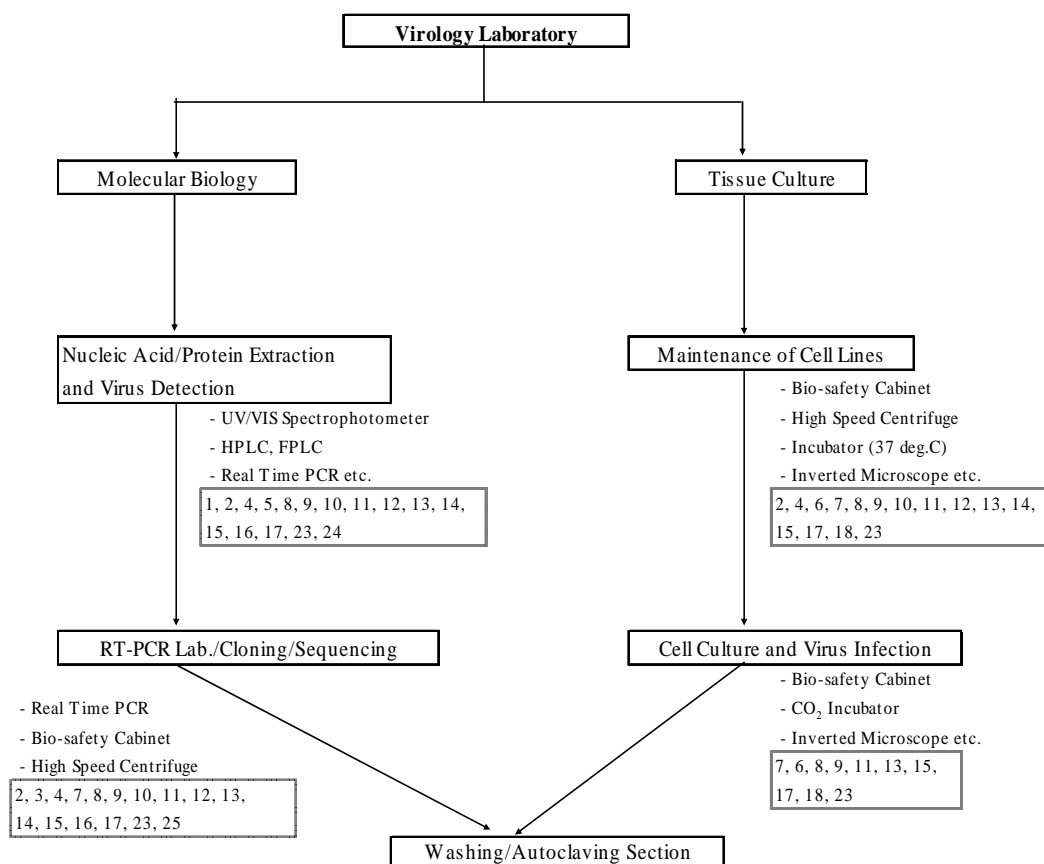 Virology Laboratory
Molecular Biology
Tissue Culture
Nucleic Acid/Protein Extraction
and Virus Detection
- UV/VIS Spectrophotometer
- HPLC, FPLC
- Real Time PCR etc.
1, 2, 4, 5, 8, 9, 10, 11, 12, 13, 14,
15, 16, 17, 23, 24
Maintenance of Cell Lines
- Bio-safety Cabinet
- High Speed Centrifuge
- Incubator (37 deg.C)
- Inverted Microscope etc.
2, 4, 6, 7, 8, 9, 10, 11, 12, 13, 14,
15, 17, 18, 23
RT-PCR Lab./Cloning/Sequencing
- Real Time PCR
- Bio-safety Cabinet
- High Speed Centrifuge
2, 3, 4, 7, 8, 9, 10, 11, 12, 13,
14, 15, 16, 17, 23, 25
Cell Culture and Virus Infection
- Bio-safety Cabinet
- CO₂ Incubator
- Inverted Microscope etc.
7, 6, 8, 9, 11, 13, 15,
17, 18, 23
Washing/Autoclaving Section